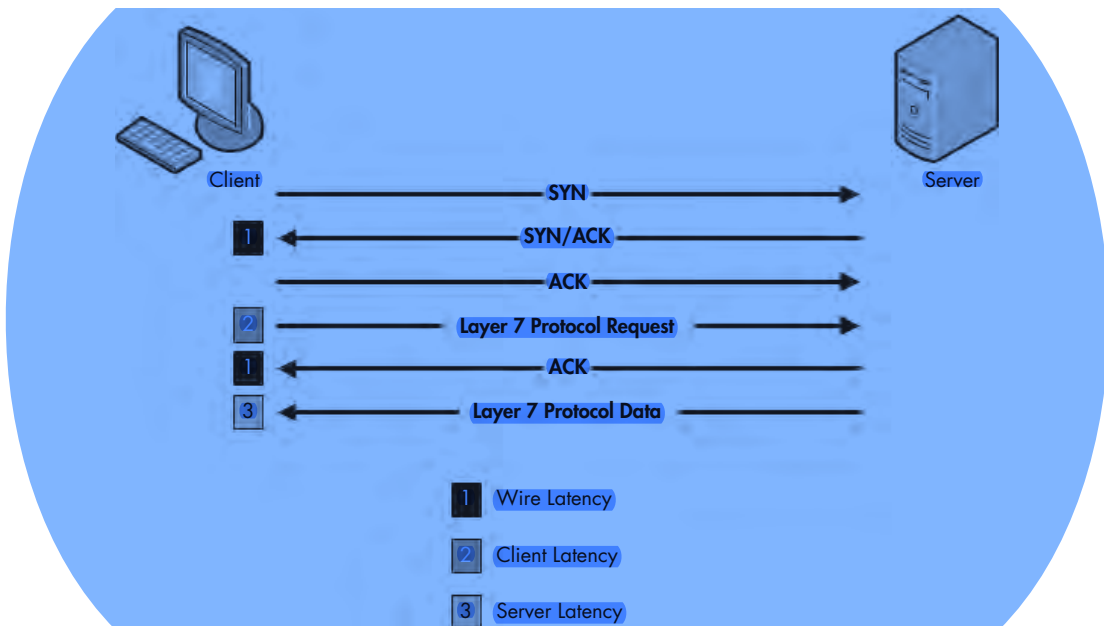 Client
Server
SYN
1 SYN/ACK
ACK
2 Layer 7 Protocol Request
1 ACK
3 Layer 7 Protocol Data
1 Wire Latency
2 Client Latency
3 Server Latency